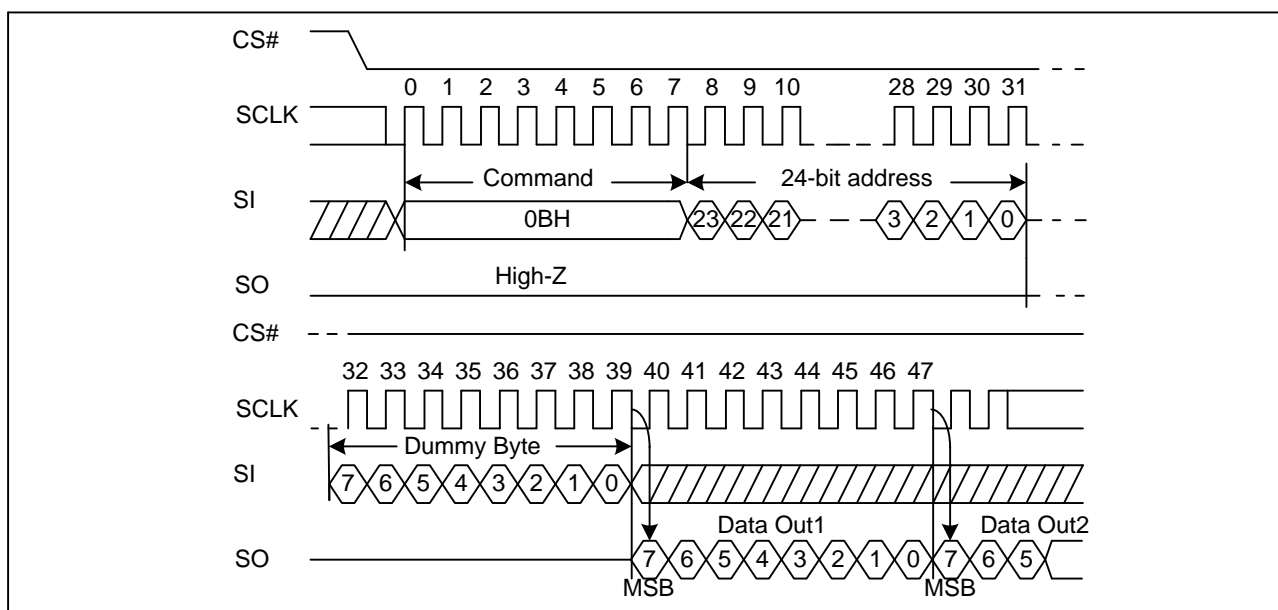 CS#
0 1 2 3 4 5 6 7 8 9 10 28 29 30 31
SCLK
Command 24-bit address
SI
0BH 23 22 21 3 2 1 0
High-Z
SO
CS#
32 33 34 35 36 37 38 39 40 41 42 43 44 45 46 47
SCLK
Dummy Byte
SI
7 6 5 4 3 2 1 0
Data Out1 Data Out2
SO
7 6 5 4 3 2 1 0 7 6 5
MSB MSB